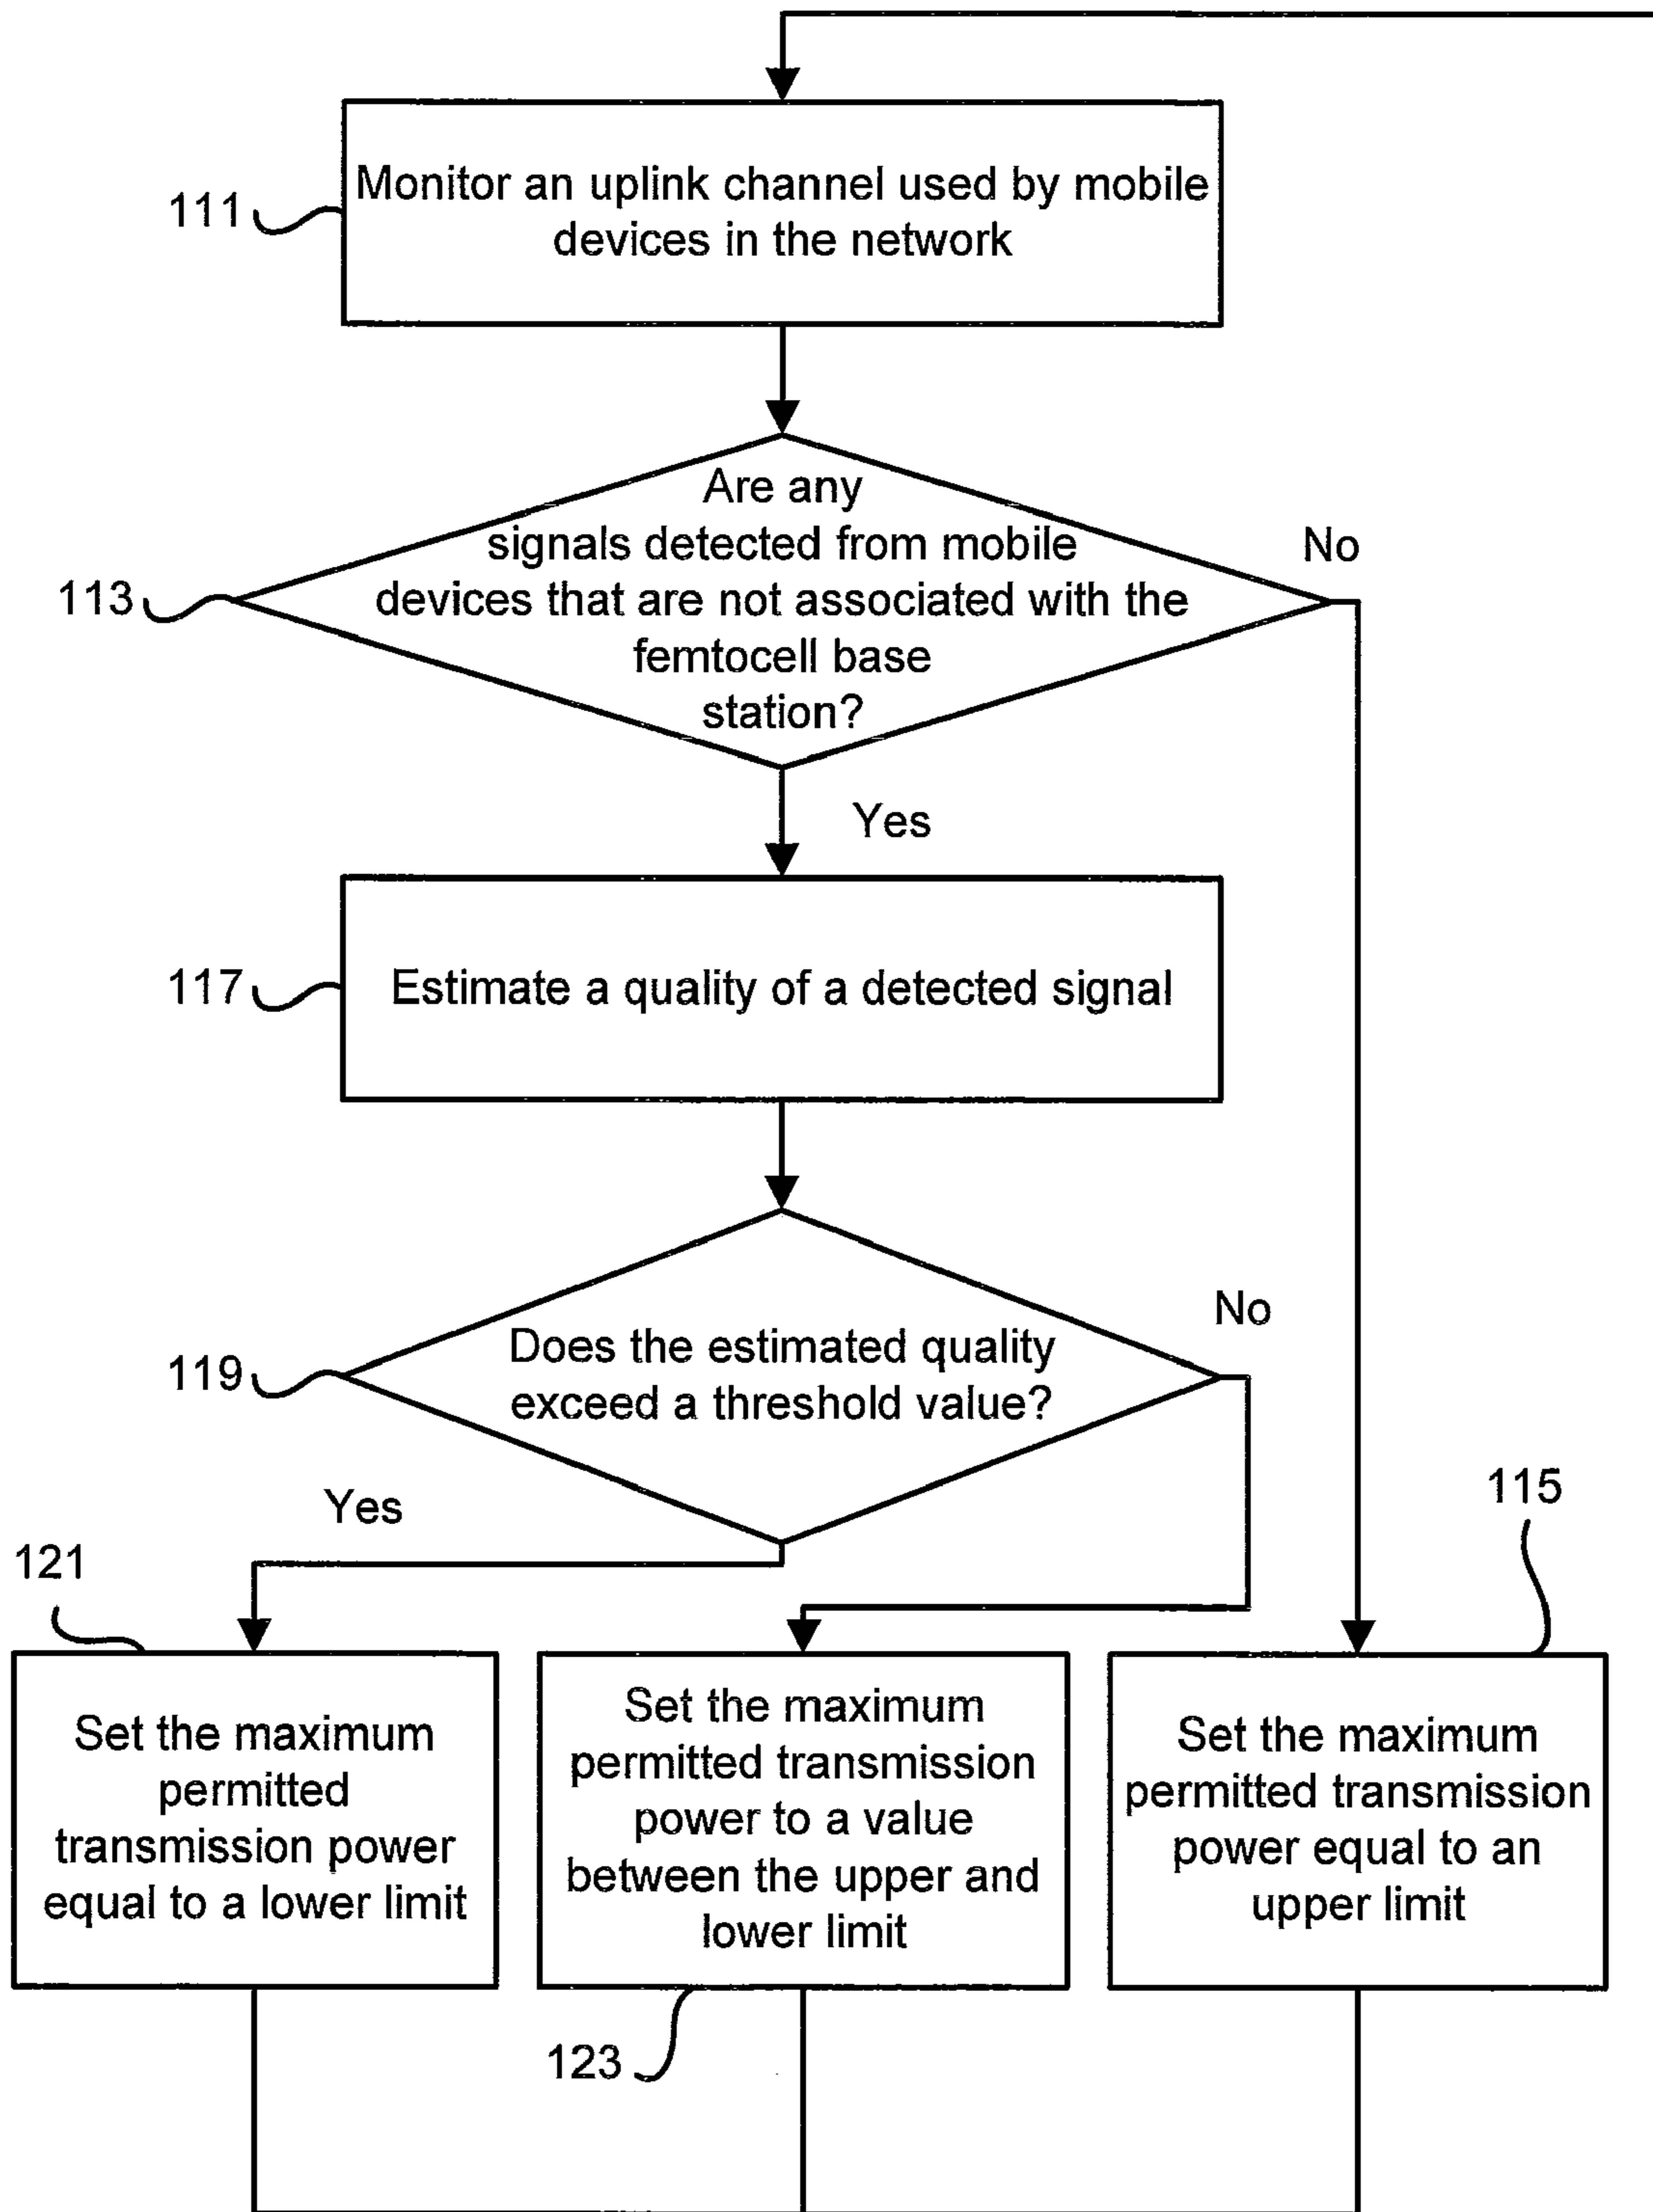 111
Monitor an uplink channel used by mobile
devices in the network
113
Are any
signals detected from mobile
devices that are not associated with the
femtocell base
station?
No
Yes
117
Estimate a quality of a detected signal
119
Does the estimated quality
exceed a threshold value?
No
Yes
121
Set the maximum
permitted
transmission power
equal to a lower limit
123
Set the maximum
permitted transmission
power to a value
between the upper and
lower limit
115
Set the maximum
permitted transmission
power equal to an
upper limit